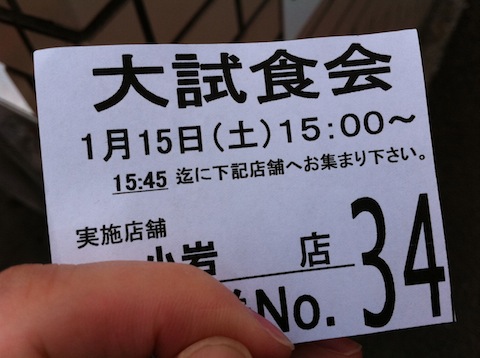 大試食会
1月15日(土)15:00～
15:45 迄に下記店舗へお集まり下さい。
実施店舗
小岩 店
No. 34